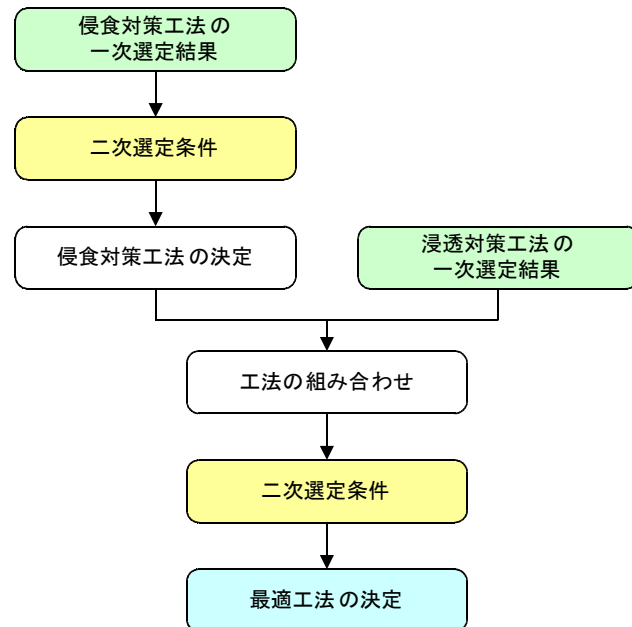 侵食対策工法の
一次選定結果
二次選定条件
侵食対策工法の決定
浸透対策工法の
一次選定結果
工法の組み合わせ
二次選定条件
最適工法の決定